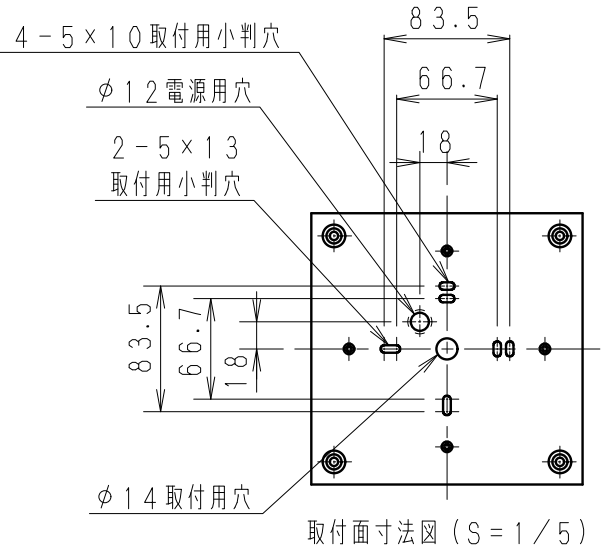 83.5
4-5×10取付用小判穴
66.7
φ12電源用穴
18
2-5×13
取付用小判穴
83.5
66.7
18
φ14取付用穴
取付面寸法図(S=1/5)